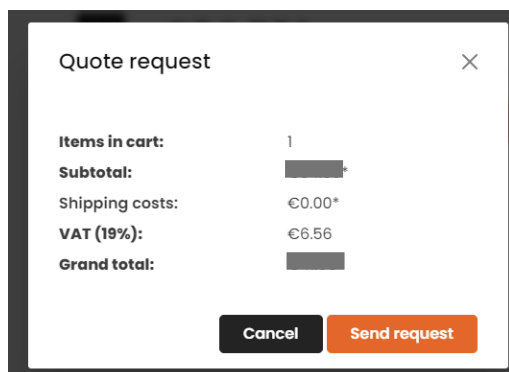 Quote request
Items in cart: 1
Subtotal: *
Shipping costs: €0.00*
VAT (19%): €6.56
Grand total:
Cancel Send request